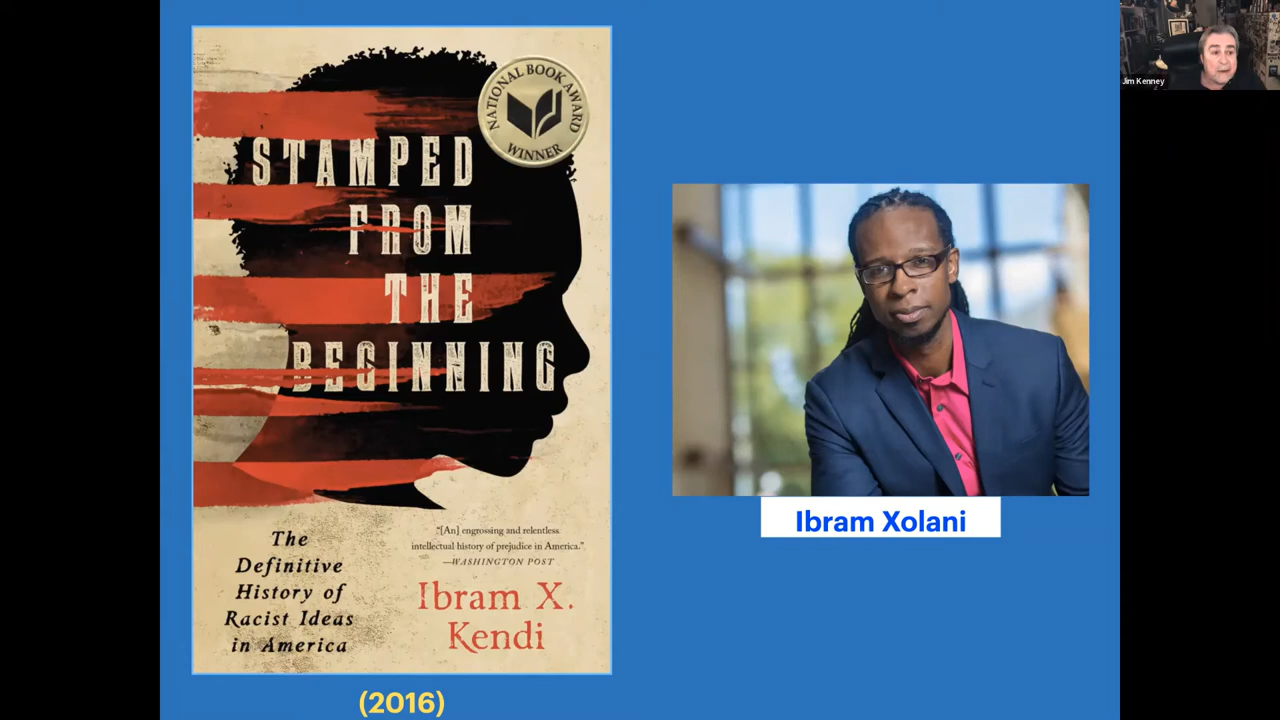 NATIONAL BOOK AWARD
WINNER
STAMPED
FROM
THE
BEGINNING
The
Definitive
History of
Racist Ideas
in America
“[An] engrossing and relentless
intellectual history of prejudice in America.”
—WASHINGTON POST
Ibram X.
Kendi
(2016)
Ibram Xolani
Jim Kenney